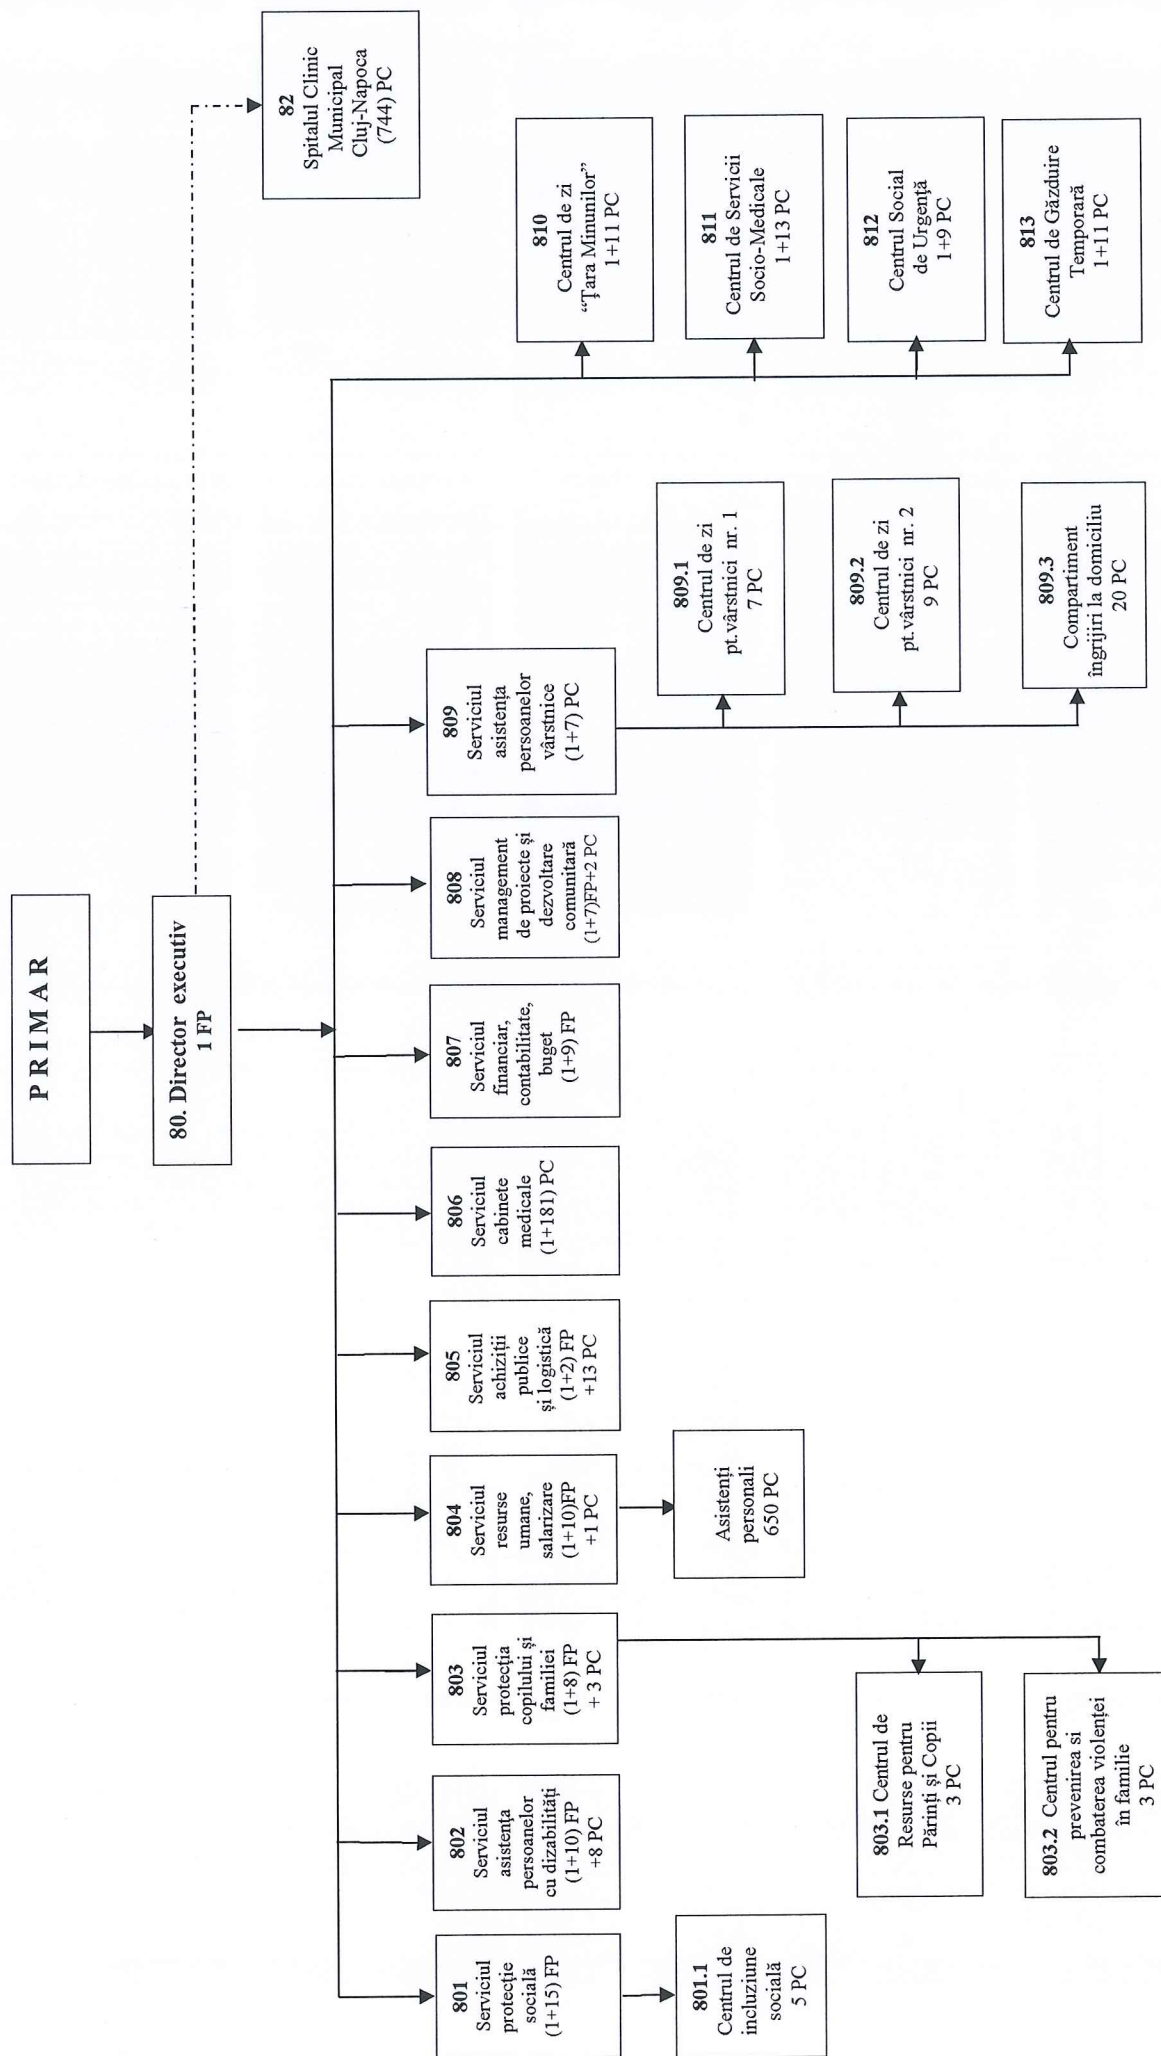 PRIMAR
80. Director executiv
1 FP
82
Spitalul Clinic
Municipal
Cluj-Napoca
(744) PC
801
Serviciul
protecție
socială
(1+15) FP
802
Serviciul
asistența
persoanelor
cu dizabilități
(1+10) FP
+8 PC
803
Serviciul
protecția
copilului și
familiei
(1+8) FP
+ 3 PC
804
Serviciul
resurse
umane,
salarizare
(1+10)FP
+1 PC
805
Serviciul
achiziții
publice
și logistică
(1+2) FP
+13 PC
806
Serviciul
cabinete
medicale
(1+181) PC
807
Serviciul
financiar,
contabilitate,
buget
(1+9) FP
808
Serviciul
management
de proiecte și
dezvoltare
comunitară
(1+7)FP+2 PC
809
Serviciul
asistența
persoanelor
vârstnice
(1+7) PC
810
Centrul de zi
“Țara Minunilor”
1+11 PC
811
Centrul de Servicii
Socio-Medicale
1+13 PC
812
Centrul Social
de Urgență
1+9 PC
813
Centrul de Găzduire
Temporară
1+11 PC
801.1
Centrul de
incluziune
socială
5 PC
803.1 Centrul de
Resurse pentru
Părinți și Copii
3 PC
803.2 Centrul pentru
prevenirea si
combaterea violenței
în familie
3 PC
Asistenți
personali
650 PC
809.1
Centrul de zi
pt.vârstnici nr. 1
7 PC
809.2
Centrul de zi
pt.vârstnici nr. 2
9 PC
809.3
Compartiment
îngrijiri la domiciliu
20 PC